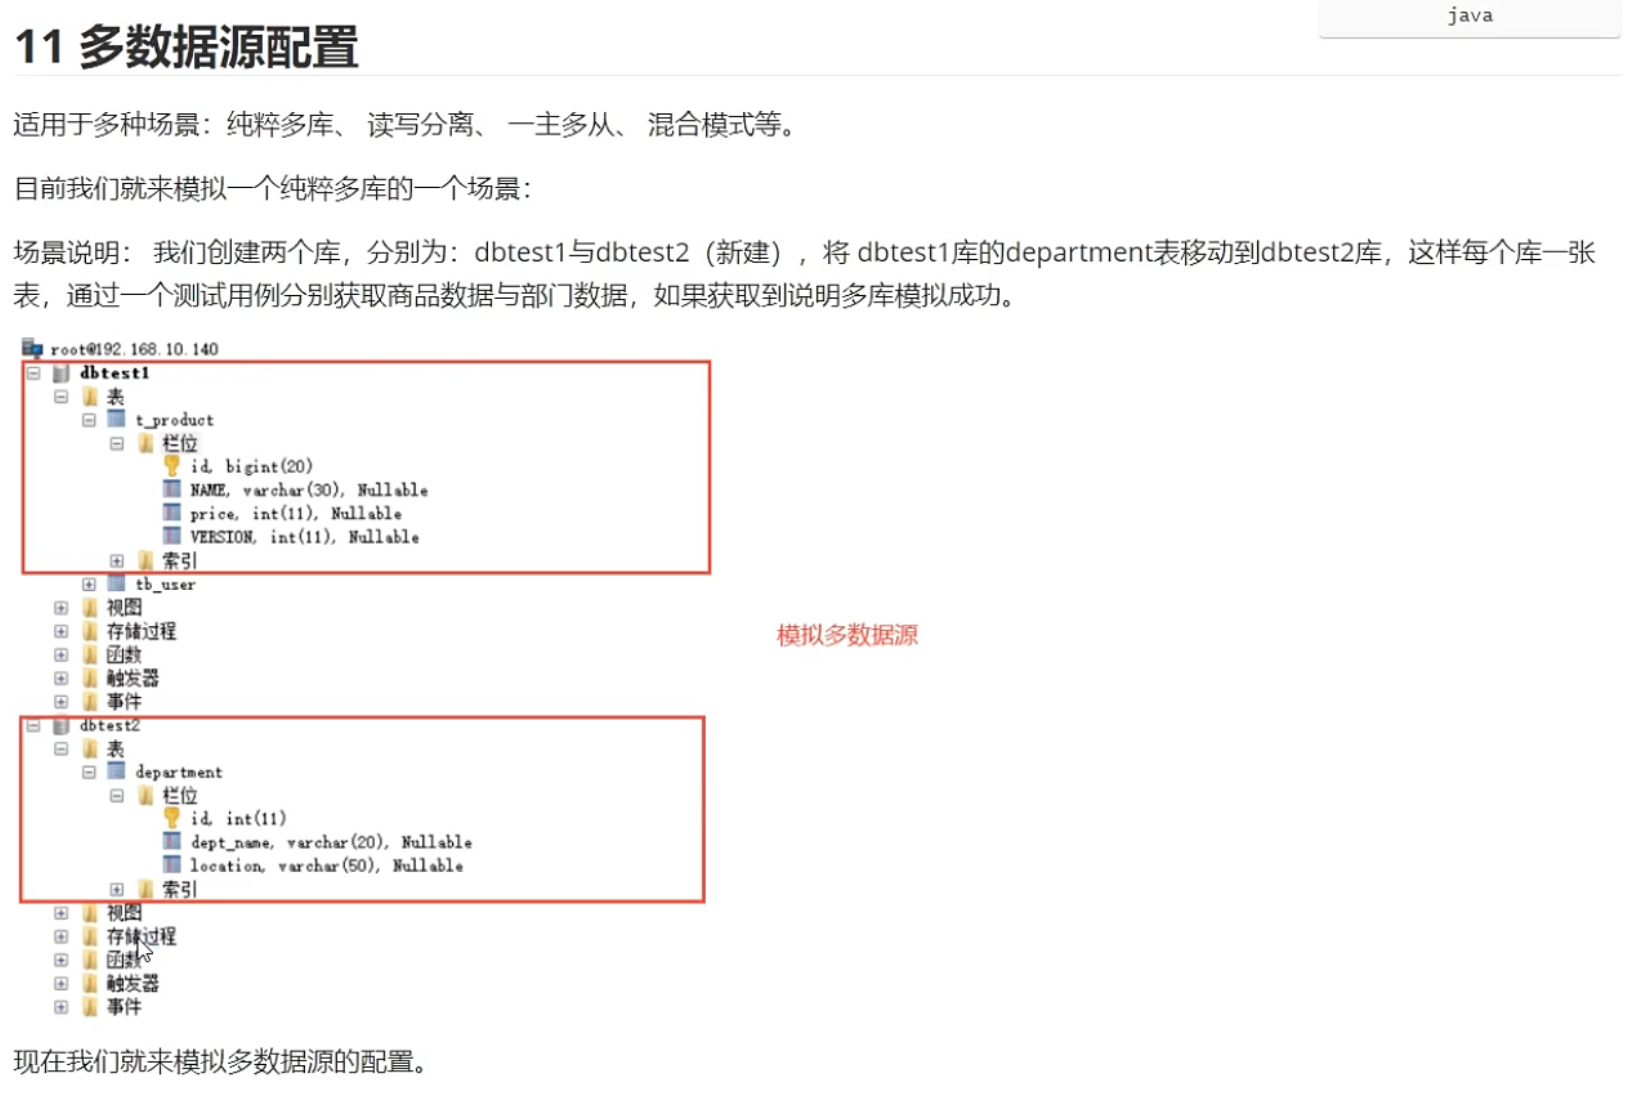 java
11 多数据源配置
适用于多种场景：纯粹多库、 读写分离、 一主多从、 混合模式等。
目前我们就来模拟一个纯粹多库的一个场景：
场景说明： 我们创建两个库，分别为：dbtest1与dbtest2（新建），将 dbtest1库的department表移动到dbtest2库，这样每个库一张
表，通过一个测试用例分别获取商品数据与部门数据，如果获取到说明多库模拟成功。
root@192.168.10.140
dbtest1
表
t_product
栏位
id, bigint(20)
NAME, varchar(30), Nullable
price, int(11), Nullable
VERSION, int(11), Nullable
索引
tb_user
视图
存储过程
函数
触发器
事件
模拟多数据源
dbtest2
表
department
栏位
id, int(11)
dept_name, varchar(20), Nullable
location, varchar(50), Nullable
索引
视图
存储过程
函数
触发器
事件
现在我们就来模拟多数据源的配置。